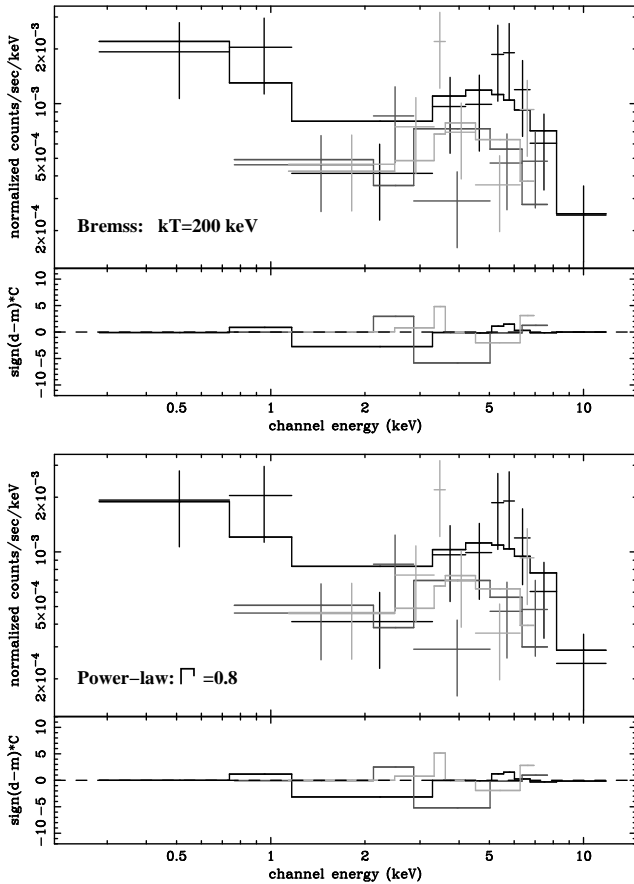 normalized counts/sec/keV
2×10⁻³
10⁻³
5×10⁻⁴
2×10⁻⁴
Bremss: kT=200 keV
sign(d−m)*C
10
5
0
−5
−10
0.5 1 2 5 10
channel energy (keV)
normalized counts/sec/keV
2×10⁻³
10⁻³
5×10⁻⁴
2×10⁻⁴
Power−law: Γ =0.8
sign(d−m)*C
10
5
0
−5
−10
0.5 1 2 5 10
channel energy (keV)